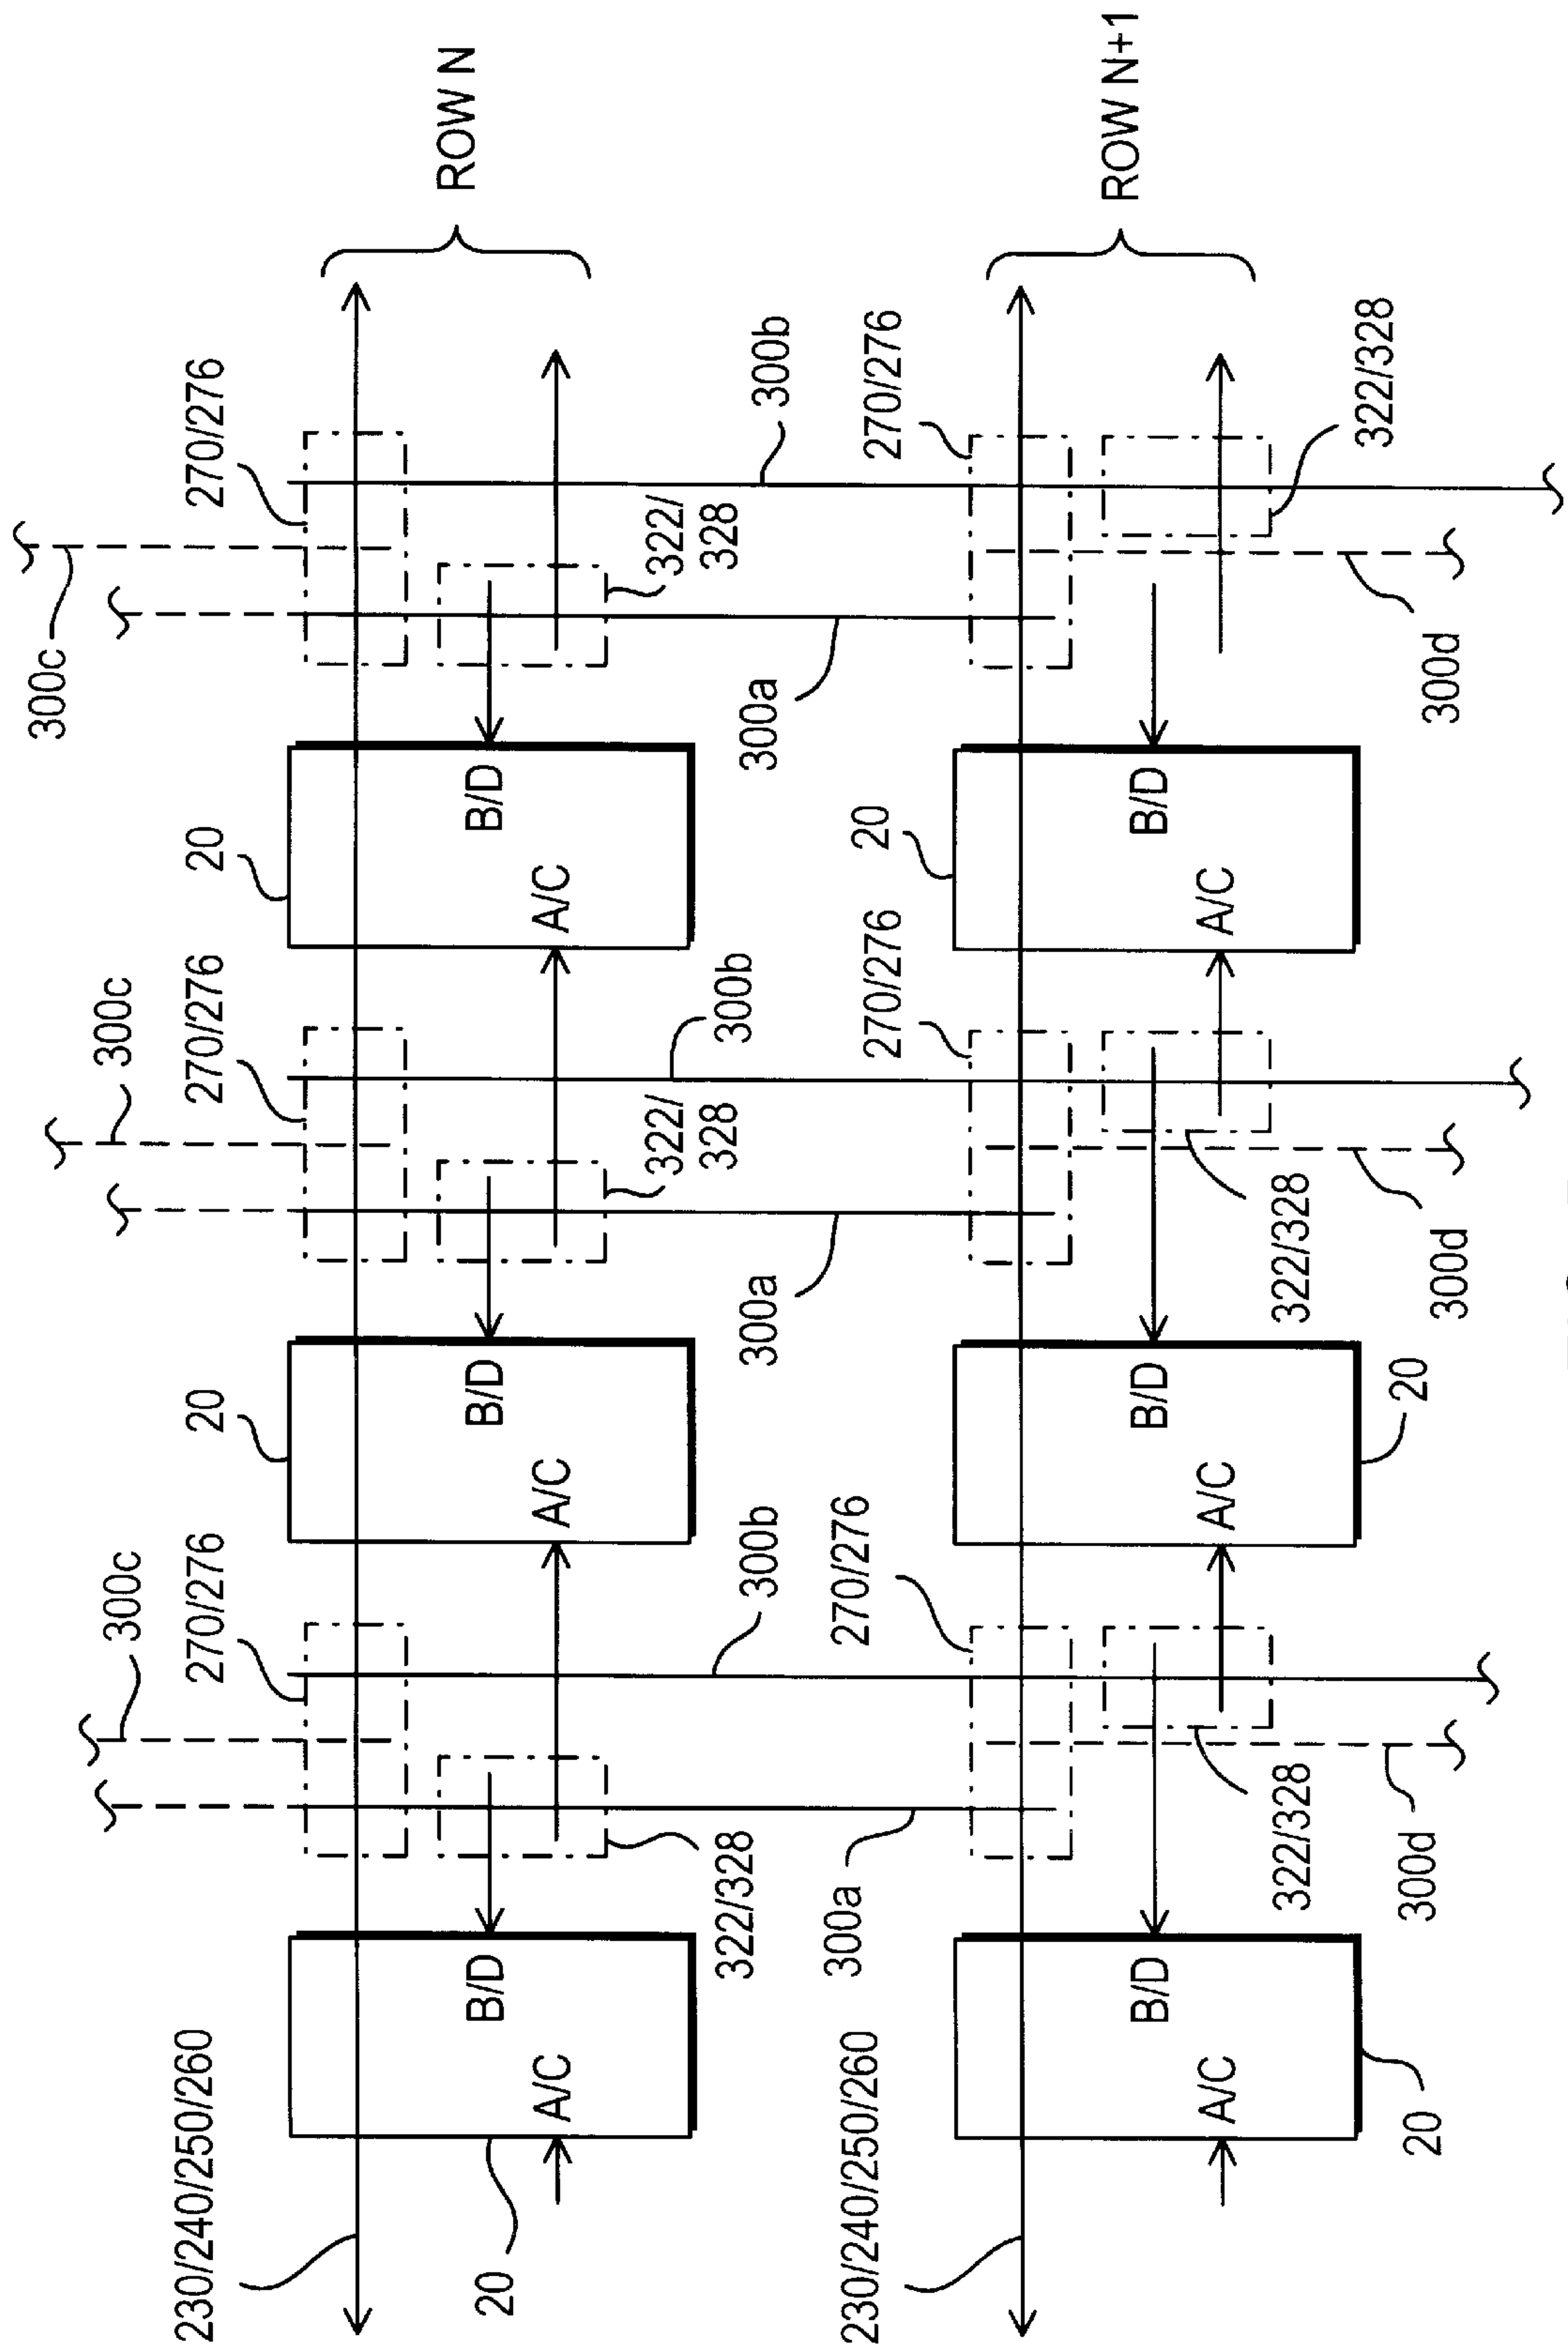 300c
300c
300c
230/240/250/260
270/276
20
270/276
20
270/276
ROW N
20
B/D
B/D
B/D
A/C
A/C
A/C
322/
328
322/
328
322/328
300b
300b
300b
300a
300a
300a
230/240/250/260
270/276
270/276
20
270/276
ROW N+1
B/D
B/D
B/D
A/C
A/C
A/C
322/328
322/328
322/328
20
20
300d
300d
300d